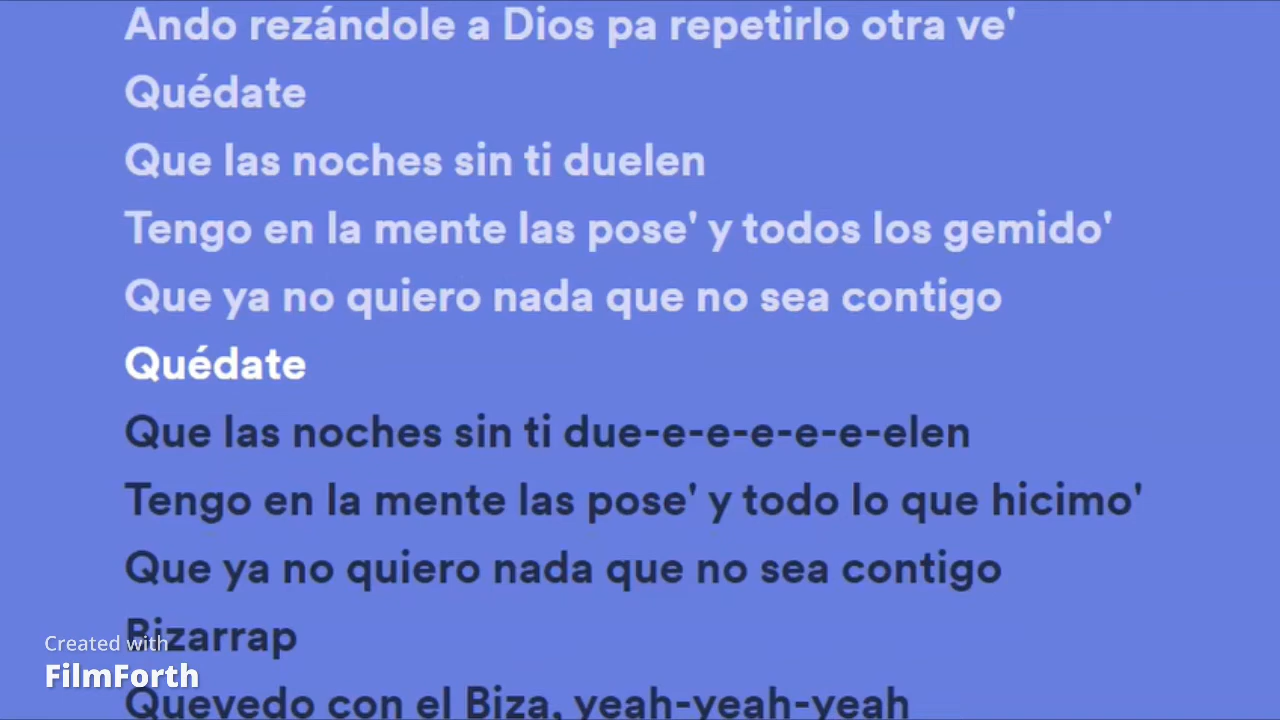 Ando rezándole a Dios pa repetirlo otra ve'
Quédate
Que las noches sin ti duelen
Tengo en la mente las pose' y todos los gemido'
Que ya no quiero nada que no sea contigo
Quédate
Que las noches sin ti due-e-e-e-e-e-elen
Tengo en la mente las pose' y todo lo que hicimo'
Que ya no quiero nada que no sea contigo
Bizarrap
Created with
FilmForth
Quevedo con el Biza, yeah-yeah-yeah